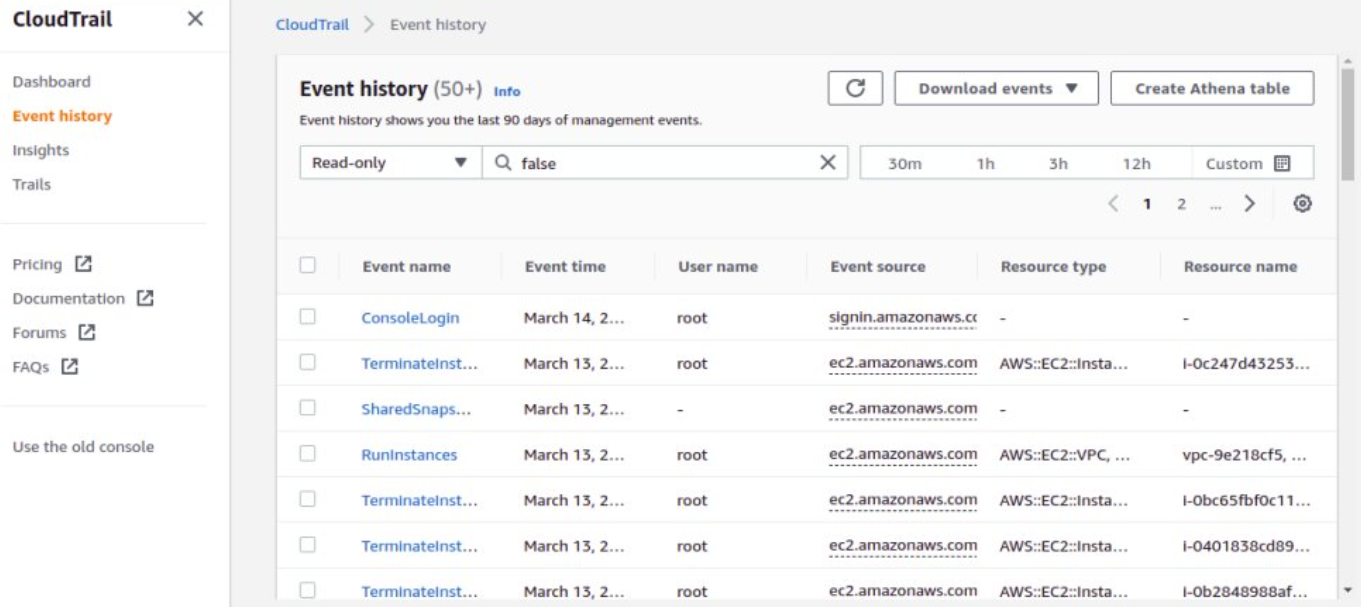 CloudTrail
Dashboard
Event history
Insights
Trails
Pricing
Documentation
Forums
FAQs
Use the old console
CloudTrail > Event history
Event history (50+) Info
Download events
Create Athena table
Event history shows you the last 90 days of management events.
Read-only false 30m 1h 3h 12h Custom
< 1 2 ... >
Event name Event time User name Event source Resource type Resource name
ConsoleLogin March 14, 2... root signin.amazonaws.co - -
TerminateInst... March 13, 2... root ec2.amazonaws.com AWS::EC2::Insta... i-0c247d43253...
SharedSnaps... March 13, 2... - ec2.amazonaws.com - -
RunInstances March 13, 2... root ec2.amazonaws.com AWS::EC2::VPC, ... vpc-9e218cf5, ...
TerminateInst... March 13, 2... root ec2.amazonaws.com AWS::EC2::Insta... i-0bc65fbf0c11...
TerminateInst... March 13, 2... root ec2.amazonaws.com AWS::EC2::Insta... i-0401838cd89...
TerminateInst... March 13, 2... root ec2.amazonaws.com AWS::EC2::Insta... i-0b2848988af...